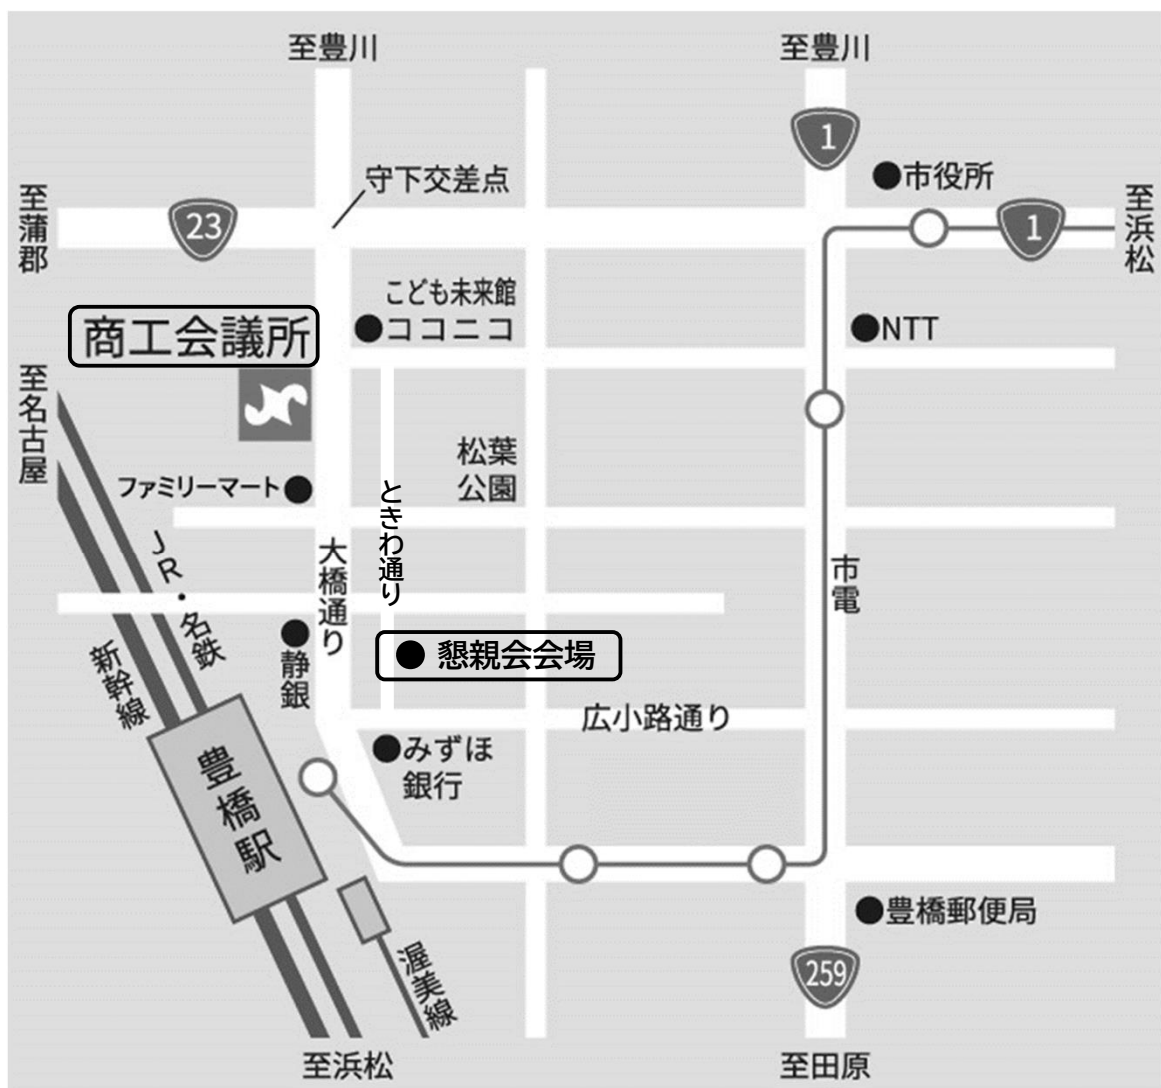 至豊川
至豊川
1
守下交差点
●市役所
至蒲郡
23
1
至浜松
こども未来館
●ココニコ
商工会議所
●NTT
至名古屋
松葉
公園
ファミリーマート●
ときわ通り
JR・名鉄
大橋通り
市電
新幹線
静銀
● 懇親会会場
広小路通り
●みずほ
銀行
豊橋駅
●豊橋郵便局
渥美線
259
至浜松
至田原